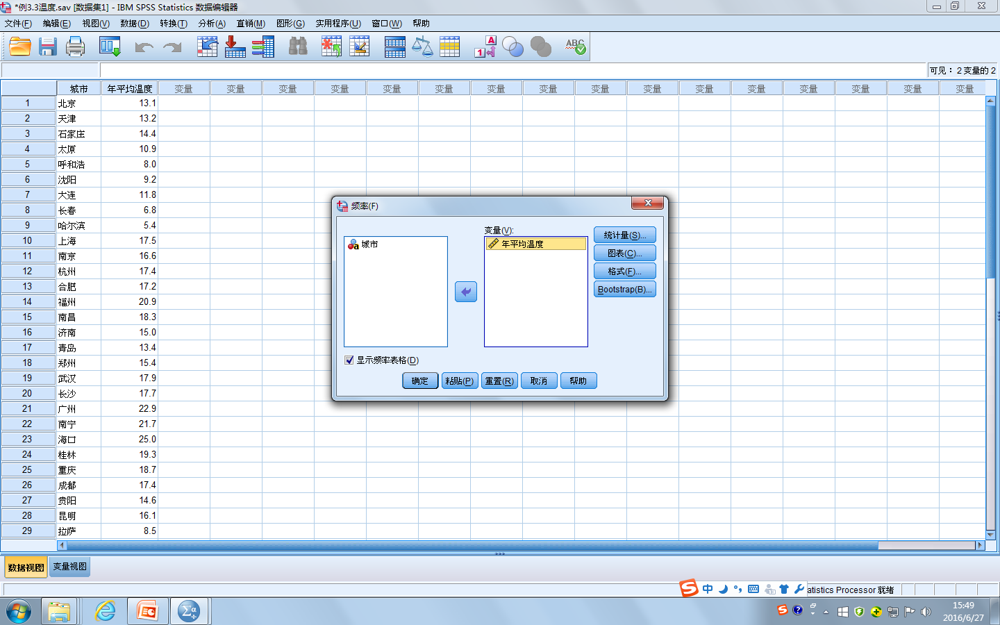 *例3.3温度.sav [数据集1] - IBM SPSS Statistics 数据编辑器
文件(F) 编辑(E) 视图(V) 数据(D) 转换(T) 分析(A) 直销(M) 图形(G) 实用程序(U) 窗口(W) 帮助
A
1
ABC
可见： 2 变量的 2
城市 年平均温度 变量 变量 变量 变量 变量 变量 变量 变量 变量 变量 变量 变量 变量 变量 变量 变量
1 北京 13.1
2 天津 13.2
3 石家庄 14.4
4 太原 10.9
5 呼和浩 8.0
6 沈阳 9.2
7 大连 11.8
8 长春 6.8
9 哈尔滨 5.4
10 上海 17.5
11 南京 16.6
12 杭州 17.4
13 合肥 17.2
14 福州 20.9
15 南昌 18.3
16 济南 15.0
17 青岛 13.4
18 郑州 15.4
19 武汉 17.9
20 长沙 17.7
21 广州 22.9
22 南宁 21.7
23 海口 25.0
24 桂林 19.3
25 重庆 18.7
26 成都 17.4
27 贵阳 14.6
28 昆明 16.1
29 拉萨 8.5
频率(F)
变量(V):
a 城市
年平均温度
统计量(S)...
图表(C)...
格式(F)...
Bootstrap(B)...
显示频率表格(D)
确定 粘贴(P) 重置(R) 取消 帮助
数据视图 变量视图
S 中
atistics Processor 就绪
15:49
2016/6/27